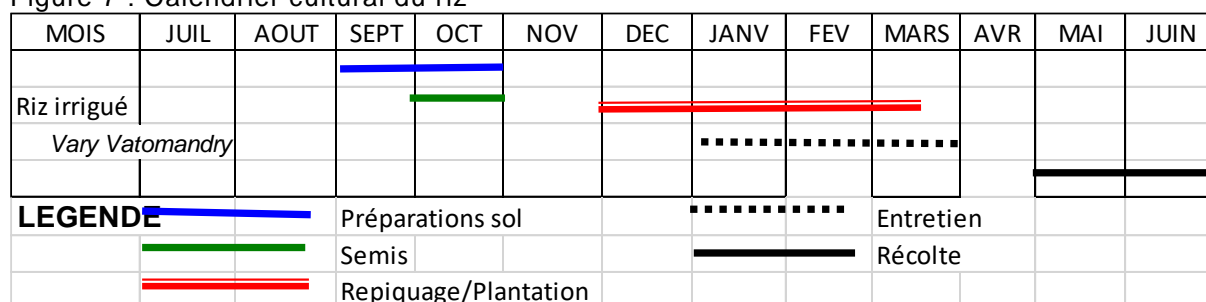 Figure 7 : Calendrier cultural du riz
MOIS JUIL AOUT SEPT OCT NOV DEC JANV FEV MARS AVR MAI JUIN
Riz irrigué
Vary Vatomandry
LEGENDE Préparations sol Entretien
Semis Récolte
Repiquage/Plantation